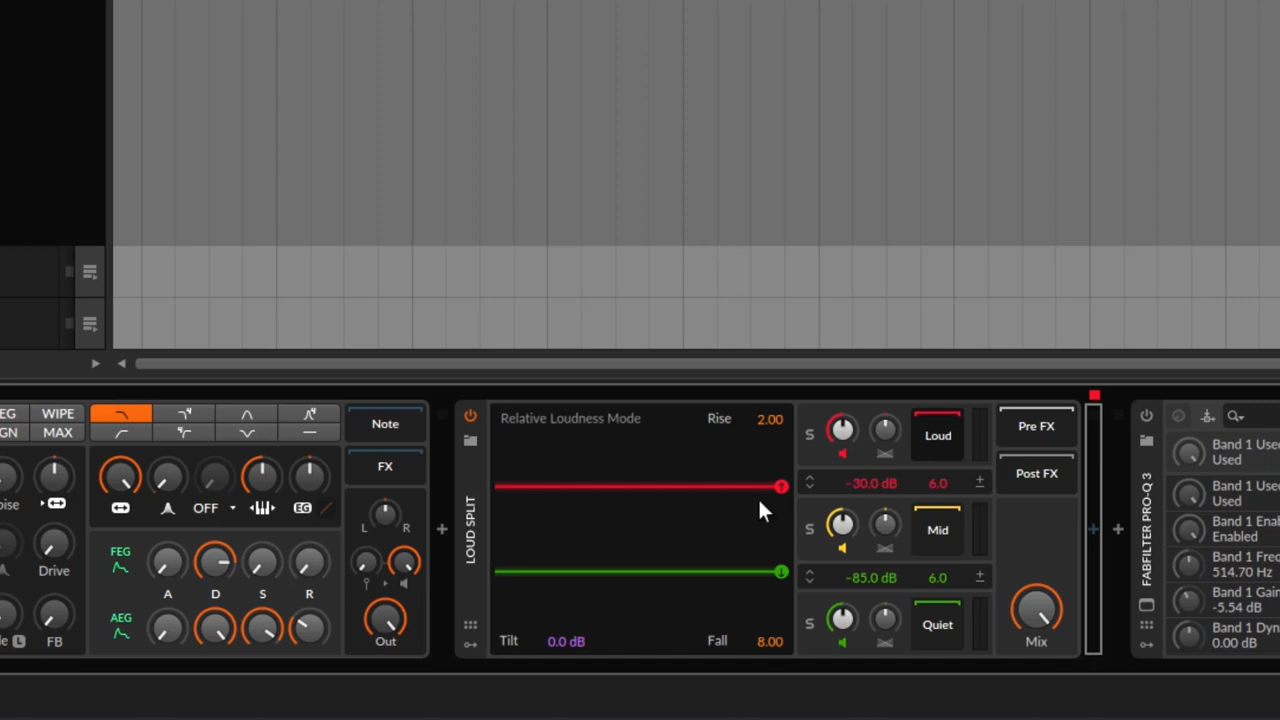 EG WIPE
GN MAX
OFF
EG
oise
Drive
FEG
A D S R
AEG
FB
L
Note
FX
L R
Out
LOUD SPLIT
Relative Loudness Mode Rise 2.00
Tilt 0.0 dB Fall 8.00
S Loud
-30.0 dB 6.0
S Mid
-85.0 dB 6.0
S Quiet
Pre FX
Post FX
Mix
FABFILTER PRO-Q 3
Band 1 Used
Used
Band 1 Used
Used
Band 1 Enab
Enabled
Band 1 Freq
514.70 Hz
Band 1 Gain
-5.54 dB
Band 1 Dyn
0.00 dB